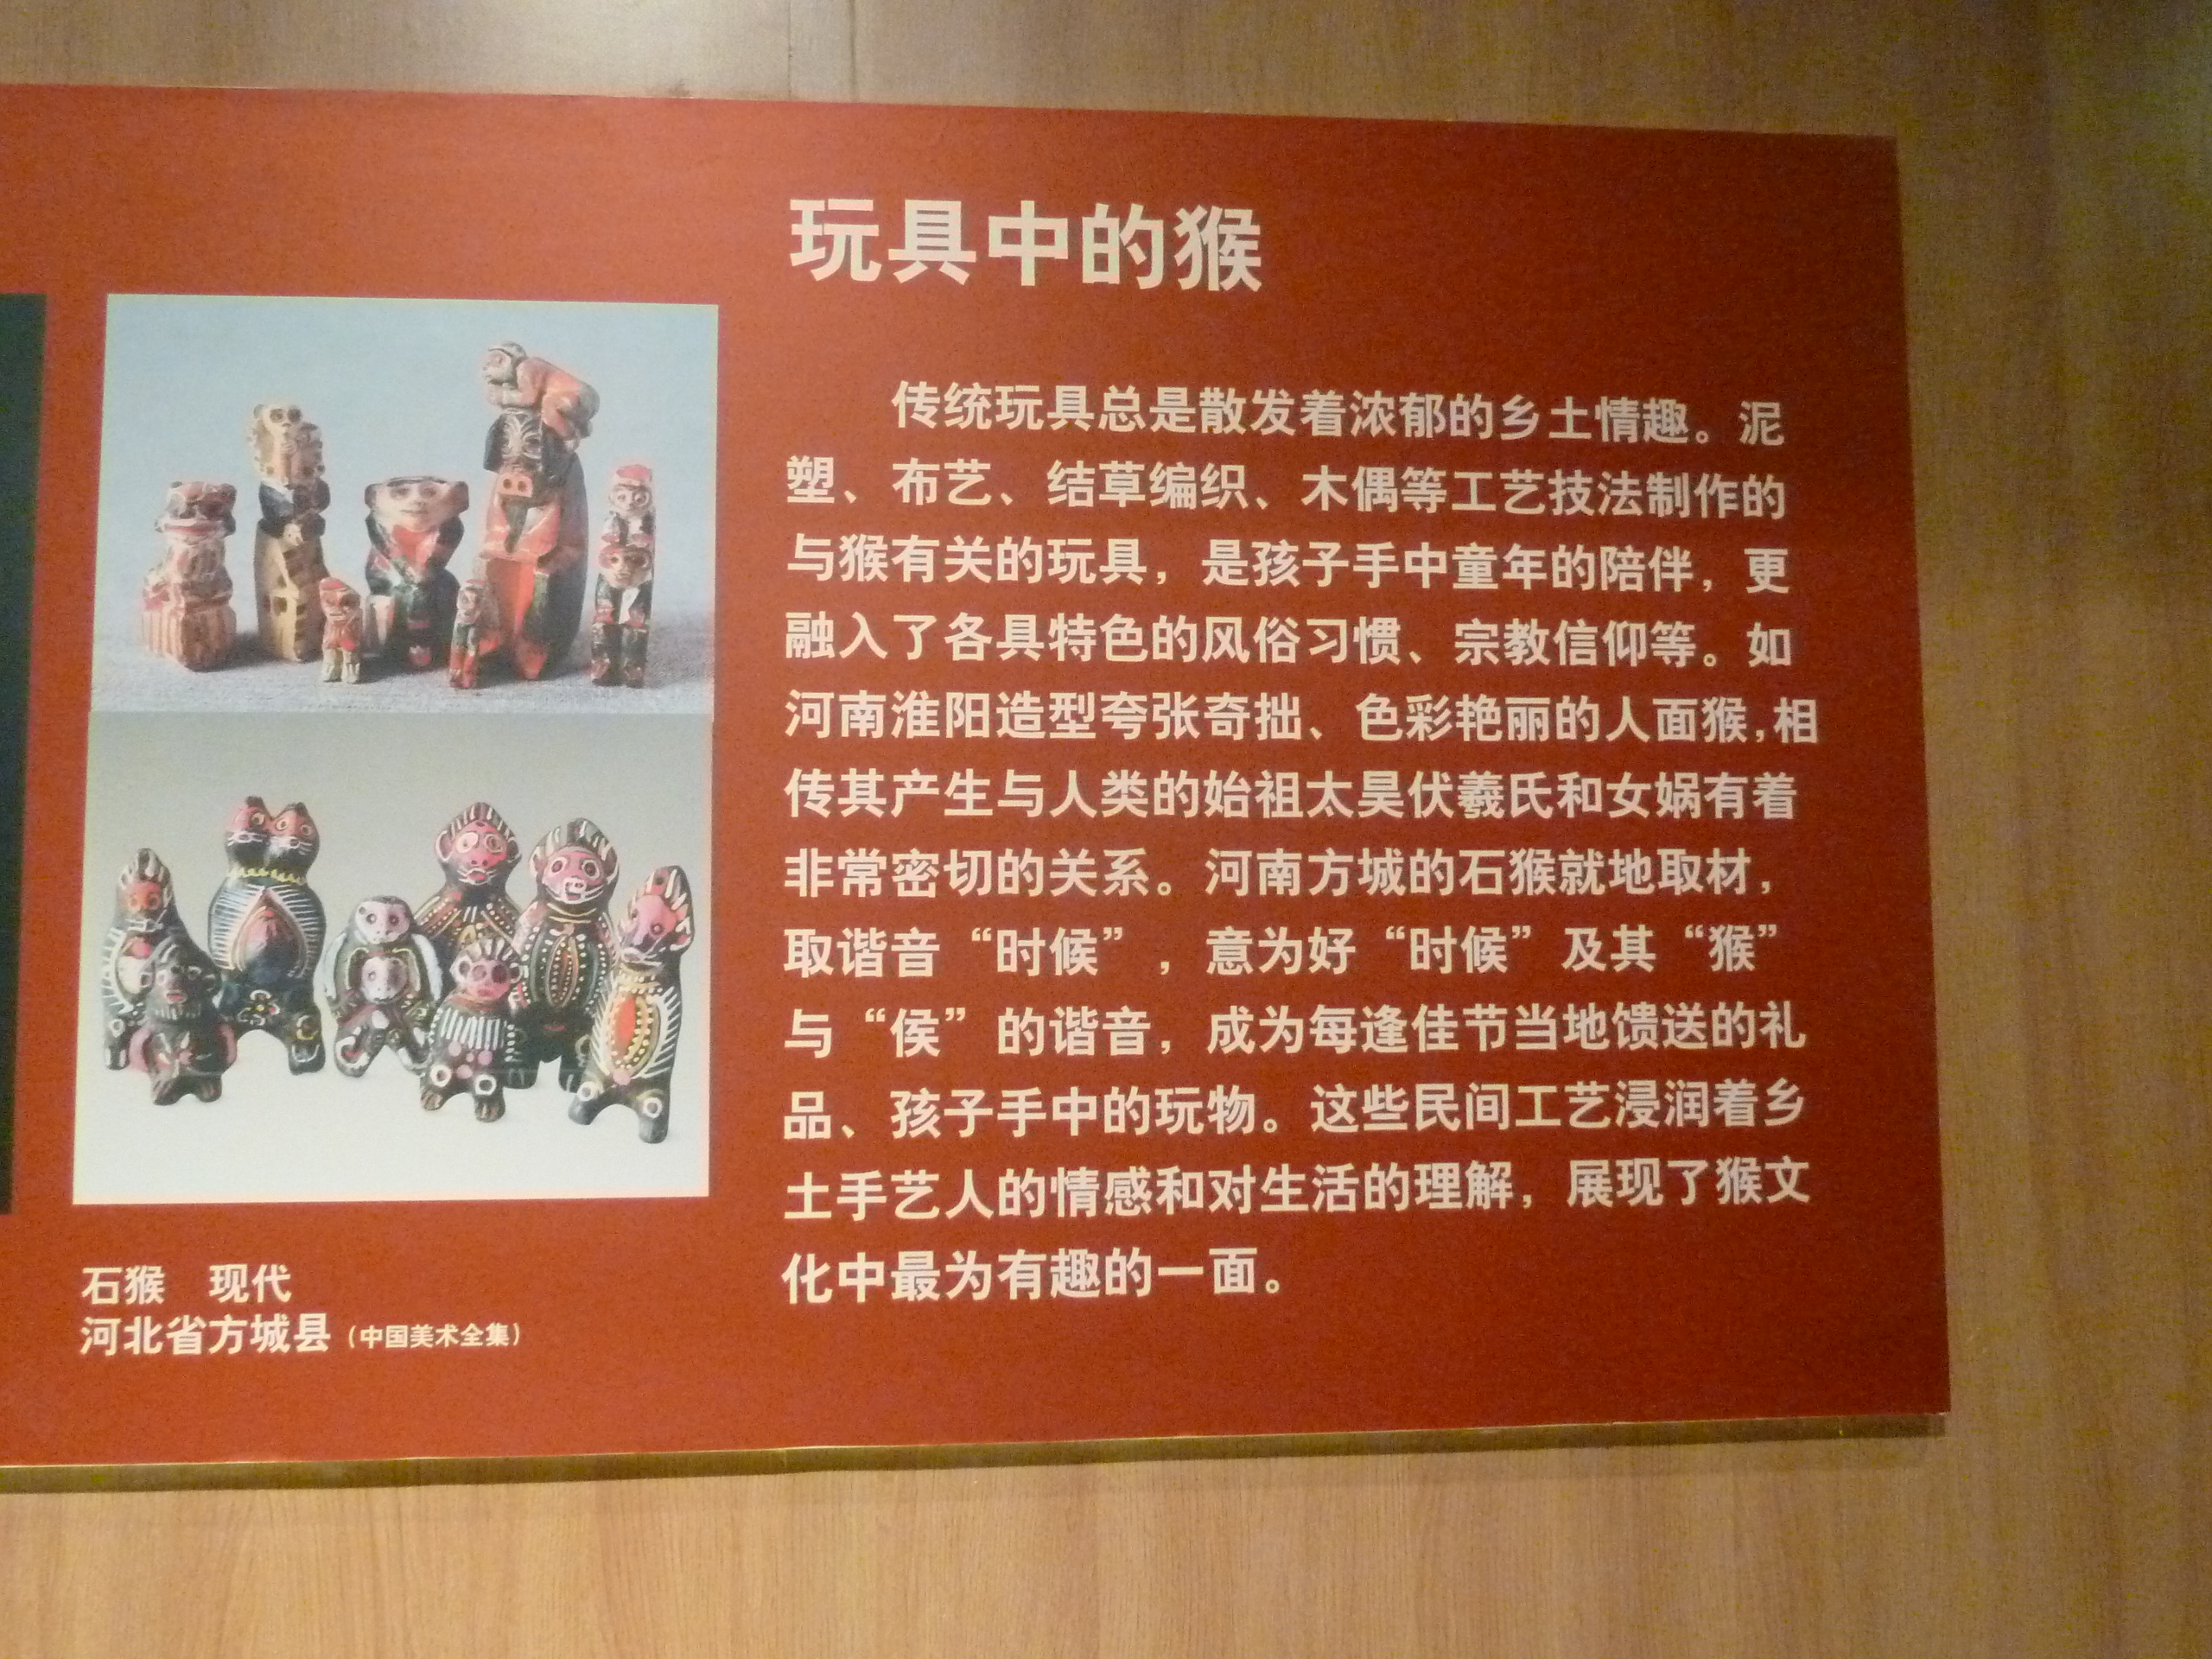 玩具中的猴
传统玩具总是散发着浓郁的乡土情趣。泥
塑、布艺、结草编织、木偶等工艺技法制作的
与猴有关的玩具，是孩子手中童年的陪伴，更
融入了各具特色的风俗习惯、宗教信仰等。如
河南淮阳造型夸张奇拙、色彩艳丽的人面猴，相
传其产生与人类的始祖太昊伏羲氏和女娲有着
非常密切的关系。河南方城的石猴就地取材，
取谐音“时候”，意为好“时候”及其“猴”
与“侯”的谐音，成为每逢佳节当地馈送的礼
品、孩子手中的玩物。这些民间工艺浸润着乡
土手艺人的情感和对生活的理解，展现了猴文
化中最为有趣的一面。
石猴　现代
河北省方城县（中国美术全集）